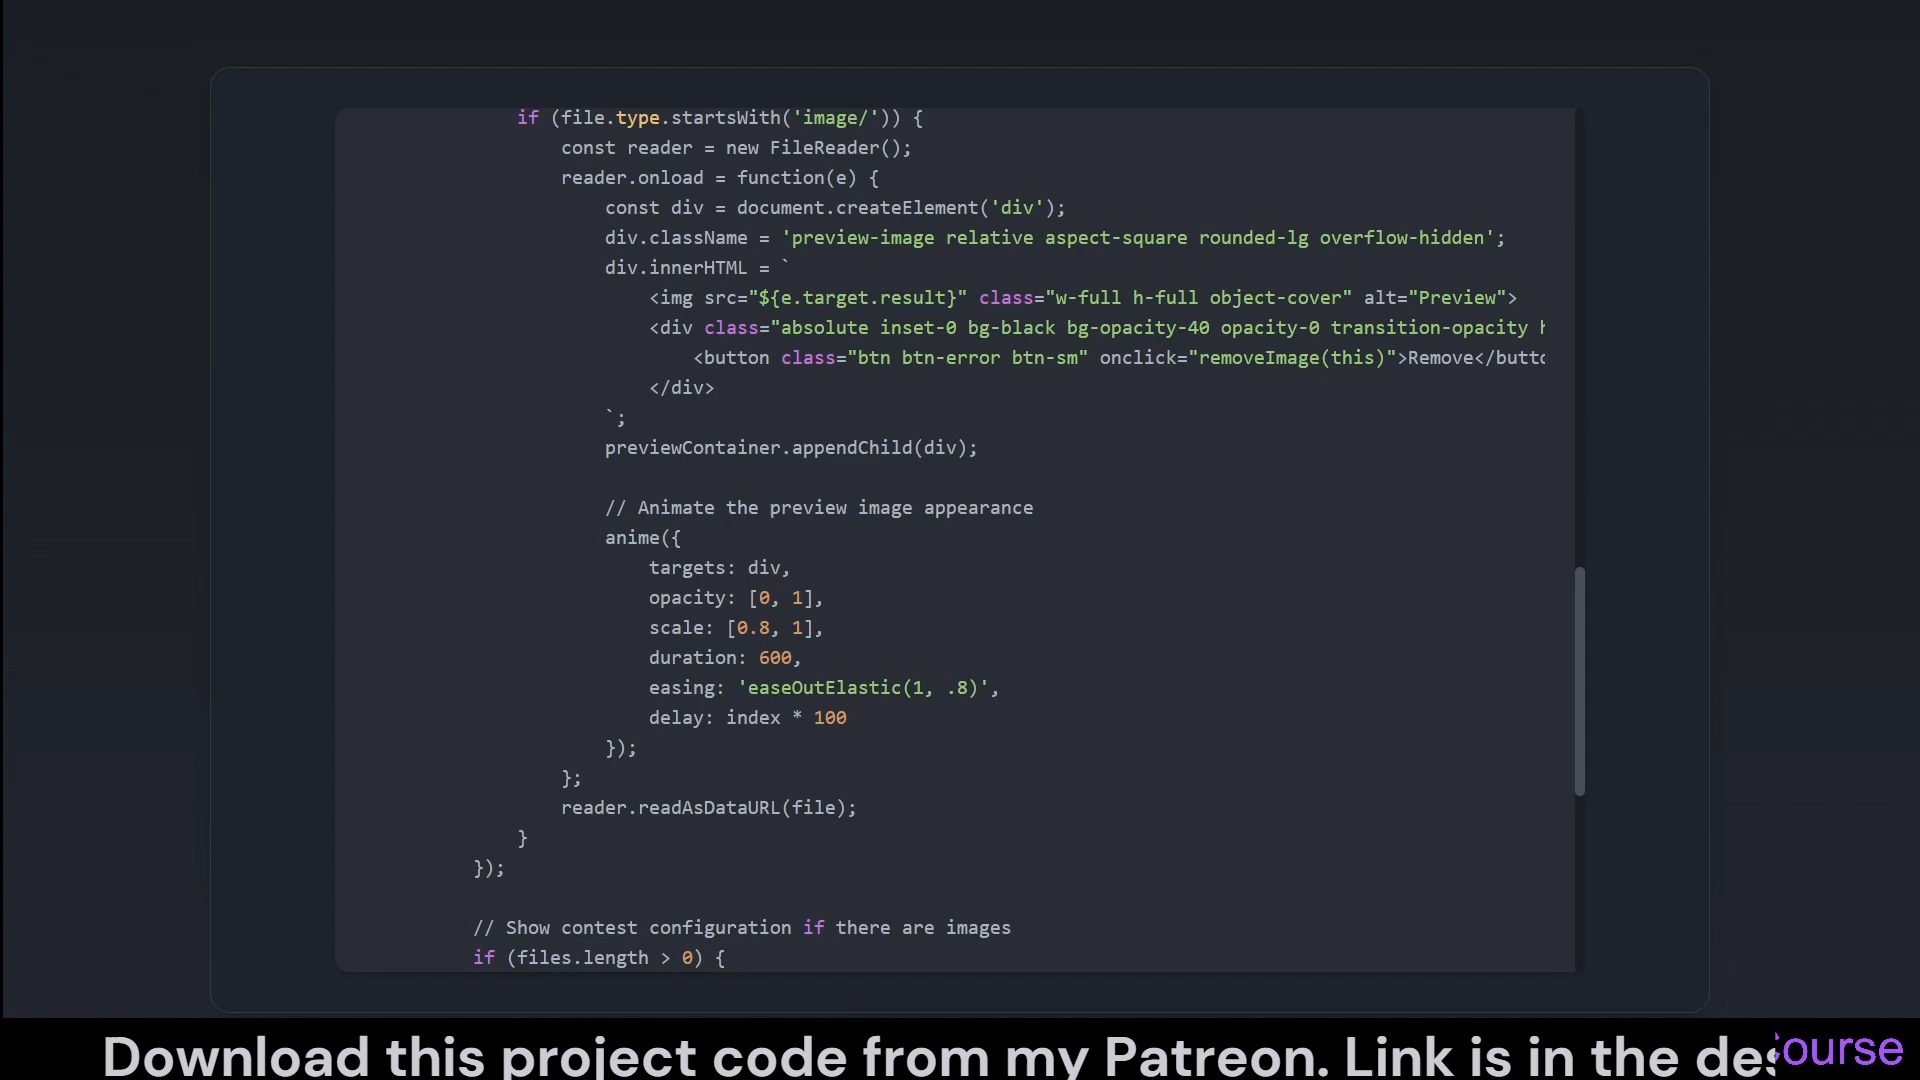 if (file.type.startsWith('image/')) {
const reader = new FileReader();
reader.onload = function(e) {
const div = document.createElement('div');
div.className = 'preview-image relative aspect-square rounded-lg overflow-hidden';
div.innerHTML = `
<img src="${e.target.result}" class="w-full h-full object-cover" alt="Preview">
<div class="absolute inset-0 bg-black bg-opacity-40 opacity-0 transition-opacity h
<button class="btn btn-error btn-sm" onclick="removeImage(this)">Remove</butto
</div>
`;
previewContainer.appendChild(div);
// Animate the preview image appearance
anime({
targets: div,
opacity: [0, 1],
scale: [0.8, 1],
duration: 600,
easing: 'easeOutElastic(1, .8)',
delay: index * 100
});
};
reader.readAsDataURL(file);
}
});
// Show contest configuration if there are images
if (files.length > 0) {
Download this project code from my Patreon. Link is in the des
ourse